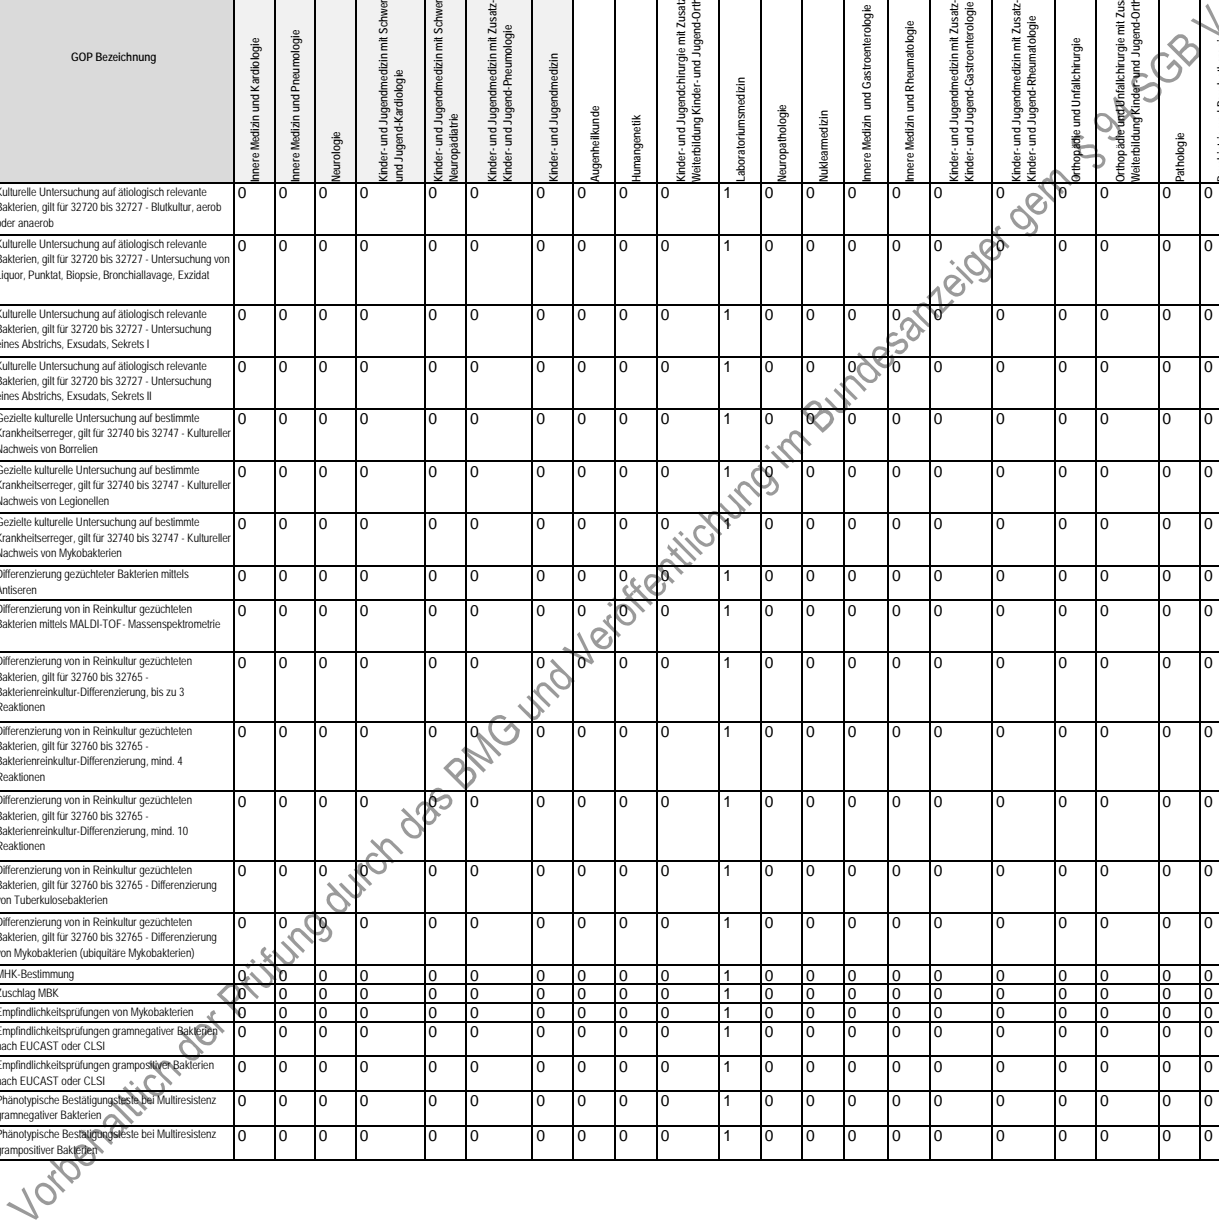 GOP Bezeichnung
Innere Medizin und Kardiologie
Innere Medizin und Pneumologie
Neurologie
Kinder- und Jugendmedizin mit
und Jugend-Kardiologie
Kinder- und Jugendmedizin mit
Neuropädiatrie
Kinder- und Jugendmedizin mit Zusatz-
Kinder- und Jugend-Pneumologie
Kinder- und Jugendmedizin
Augenheilkunde
Humangenetik
Kinder- und Jugendchirurgie mit
Weiterbildung Kinder- und
Laboratoriumsmedizin
Neuropathologie
Nuklearmedizin
Innere Medizin und Gastroenterologie
Innere Medizin und Rheumatologie
Kinder- und Jugendmedizin mit Zusatz-
Kinder- und Jugend-Gastroenterologie
Kinder- und Jugendmedizin mit Zusatz-
Kinder- und Jugend-Rheumatologie
Orthopädie und Unfallchirurgie
Orthopädie und Unfallchirurgie mit
Weiterbildung Kinder- und
Pathologie
Kulturelle Untersuchung auf ätiologisch relevante
Bakterien, gilt für 32720 bis 32727 - Blutkultur, aerob
oder anaerob
0 0 0 0 0 0 0 0 0 0 1 0 0 0 0 0 0 0 0 0 0
Kulturelle Untersuchung auf ätiologisch relevante
Bakterien, gilt für 32720 bis 32727 - Untersuchung von
Liquor, Punktat, Biopsie, Bronchiallavage, Exzidat
0 0 0 0 0 0 0 0 0 0 1 0 0 0 0 0 0 0 0 0 0
Kulturelle Untersuchung auf ätiologisch relevante
Bakterien, gilt für 32720 bis 32727 - Untersuchung
eines Abstrichs, Exsudats, Sekrets I
0 0 0 0 0 0 0 0 0 0 1 0 0 0 0 0 0 0 0 0 0
Kulturelle Untersuchung auf ätiologisch relevante
Bakterien, gilt für 32720 bis 32727 - Untersuchung
eines Abstrichs, Exsudats, Sekrets II
0 0 0 0 0 0 0 0 0 0 1 0 0 0 0 0 0 0 0 0 0
Gezielte kulturelle Untersuchung auf bestimmte
Krankheitserreger, gilt für 32740 bis 32747 - Kultureller
Nachweis von Borrelien
0 0 0 0 0 0 0 0 0 0 1 0 0 0 0 0 0 0 0 0 0
Gezielte kulturelle Untersuchung auf bestimmte
Krankheitserreger, gilt für 32740 bis 32747 - Kultureller
Nachweis von Legionellen
0 0 0 0 0 0 0 0 0 0 1 0 0 0 0 0 0 0 0 0 0
Gezielte kulturelle Untersuchung auf bestimmte
Krankheitserreger, gilt für 32740 bis 32747 - Kultureller
Nachweis von Mykobakterien
0 0 0 0 0 0 0 0 0 0 1 0 0 0 0 0 0 0 0 0 0
Differenzierung gezüchteter Bakterien mittels
Antiseren
0 0 0 0 0 0 0 0 0 0 1 0 0 0 0 0 0 0 0 0 0
Differenzierung von in Reinkultur gezüchteten
Bakterien mittels MALDI-TOF- Massenspektrometrie
0 0 0 0 0 0 0 0 0 0 1 0 0 0 0 0 0 0 0 0 0
Differenzierung von in Reinkultur gezüchteten
Bakterien, gilt für 32760 bis 32765 -
Bakterienreinkultur-Differenzierung, bis zu 3
Reaktionen
0 0 0 0 0 0 0 0 0 0 1 0 0 0 0 0 0 0 0 0 0
Differenzierung von in Reinkultur gezüchteten
Bakterien, gilt für 32760 bis 32765 -
Bakterienreinkultur-Differenzierung, mind. 4
Reaktionen
0 0 0 0 0 0 0 0 0 0 1 0 0 0 0 0 0 0 0 0 0
Differenzierung von in Reinkultur gezüchteten
Bakterien, gilt für 32760 bis 32765 -
Bakterienreinkultur-Differenzierung, mind. 10
Reaktionen
0 0 0 0 0 0 0 0 0 0 1 0 0 0 0 0 0 0 0 0 0
Differenzierung von in Reinkultur gezüchteten
Bakterien, gilt für 32760 bis 32765 - Differenzierung
von Tuberkulosebakterien
0 0 0 0 0 0 0 0 0 0 1 0 0 0 0 0 0 0 0 0 0
Differenzierung von in Reinkultur gezüchteten
Bakterien, gilt für 32760 bis 32765 - Differenzierung
von Mykobakterien (ubiquitäre Mykobakterien)
0 0 0 0 0 0 0 0 0 0 1 0 0 0 0 0 0 0 0 0 0
MHK-Bestimmung 0 0 0 0 0 0 0 0 0 0 1 0 0 0 0 0 0 0 0 0 0
Zuschlag MBK 0 0 0 0 0 0 0 0 0 0 1 0 0 0 0 0 0 0 0 0 0
Empfindlichkeitsprüfungen von Mykobakterien 0 0 0 0 0 0 0 0 0 0 1 0 0 0 0 0 0 0 0 0 0
Empfindlichkeitsprüfungen gramnegativer Bakterien
nach EUCAST oder CLSI
0 0 0 0 0 0 0 0 0 0 1 0 0 0 0 0 0 0 0 0 0
Empfindlichkeitsprüfungen grampositiver Bakterien
nach EUCAST oder CLSI
0 0 0 0 0 0 0 0 0 0 1 0 0 0 0 0 0 0 0 0 0
Phänotypische Bestätigungsteste bei Multiresistenz
gramnegativer Bakterien
0 0 0 0 0 0 0 0 0 0 1 0 0 0 0 0 0 0 0 0 0
Phänotypische Bestätigungsteste bei Multiresistenz
grampositiver Bakterien
0 0 0 0 0 0 0 0 0 0 1 0 0 0 0 0 0 0 0 0 0
Vorbehaltlich der Prüfung durch das BMG und Veröffentlichung im Bundesanzeiger gem. § 94 SGB V